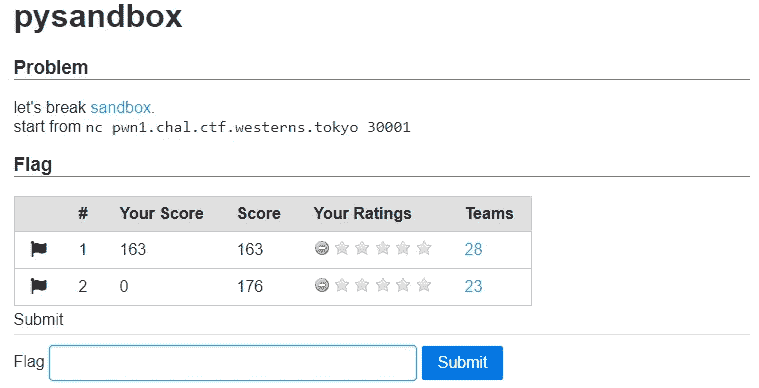 pysandbox
Problem
let's break sandbox.
start from nc pwn1.chal.ctf.westerns.tokyo 30001
Flag
# Your Score Score Your Ratings Teams
1 163 163 28
2 0 176 23
Submit
Flag Submit